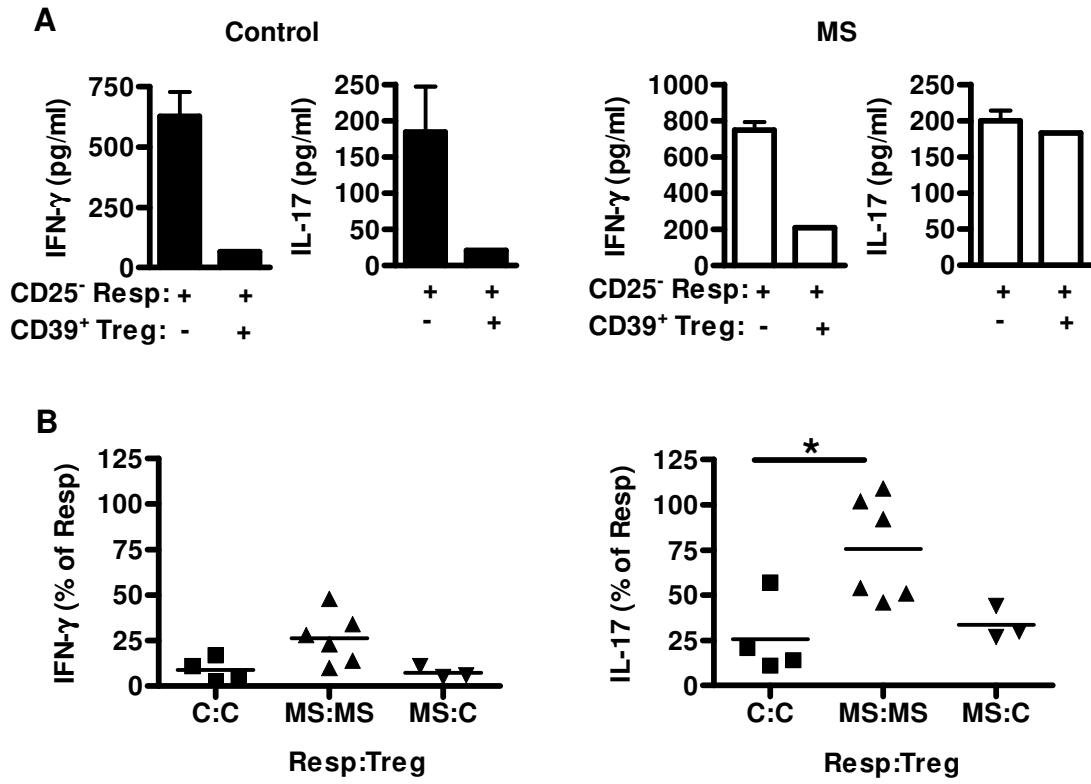 A
Control
MS
IFN-γ (pg/ml)
750
500
250
0
IL-17 (pg/ml)
250
200
150
100
50
0
IFN-γ (pg/ml)
1000
800
600
400
200
0
IL-17 (pg/ml)
250
200
150
100
50
0
CD25⁻ Resp: + + + +
CD39⁺ Treg: - + - +
CD25⁻ Resp: + + + +
CD39⁺ Treg: - + - +
B
IFN-γ (% of Resp)
125
100
75
50
25
0
C:C MS:MS MS:C
Resp:Treg
IL-17 (% of Resp)
125
100
75
50
25
0
*
C:C MS:MS MS:C
Resp:Treg